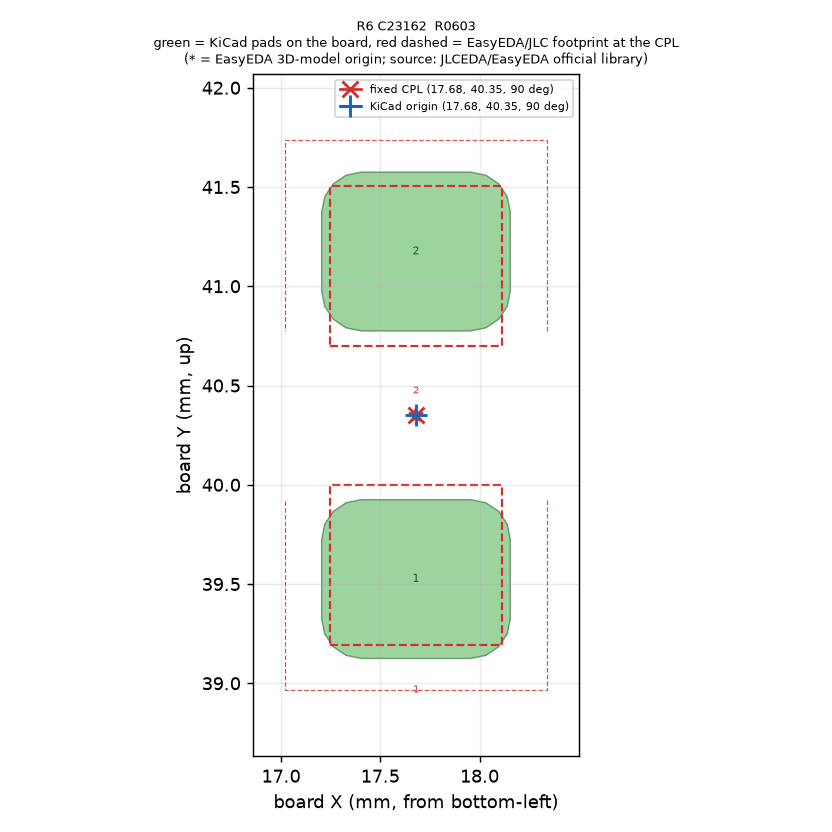 R6 C23162  R0603
green = KiCad pads on the board, red dashed = EasyEDA/JLC footprint at the CPL
(* = EasyEDA 3D-model origin; source: JLCEDA/EasyEDA official library)
fixed CPL (17.68, 40.35, 90 deg)
KiCad origin (17.68, 40.35, 90 deg)
42.0
41.5
41.0
40.5
40.0
39.5
39.0
2
2
1
1
17.0
17.5
18.0
board X (mm, from bottom-left)
board Y (mm, up)